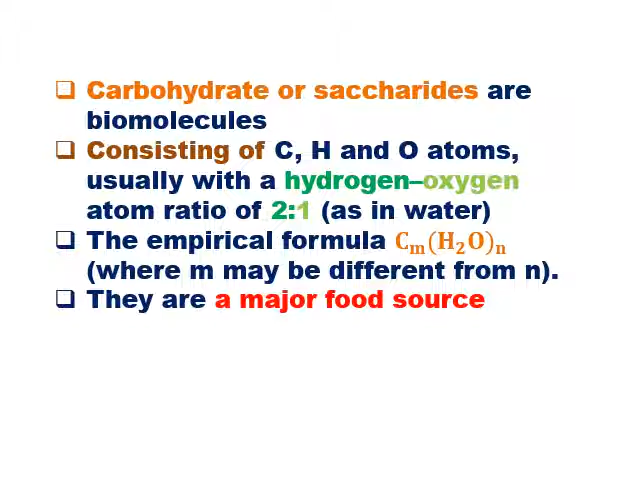 ❑ Carbohydrate or saccharides are
biomolecules
❑ Consisting of C, H and O atoms,
usually with a hydrogen–oxygen
atom ratio of 2:1 (as in water)
❑ The empirical formula Cₘ(H₂O)ₙ
(where m may be different from n).
❑ They are a major food source